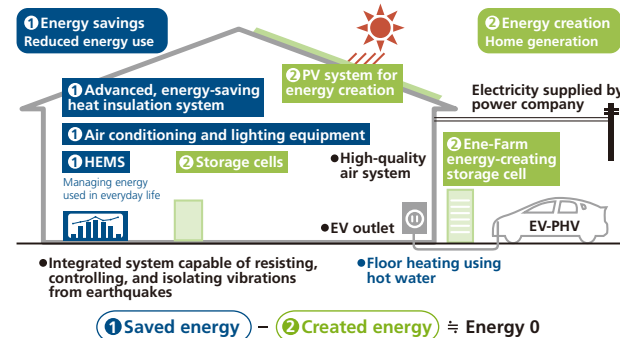 ❶Energy savings
Reduced energy use
❷Energy creation
Home generation
❷PV system for
energy creation
❶Advanced, energy-saving
heat insulation system
Electricity supplied by
power company
❶Air conditioning and lighting equipment
❶HEMS
❷Storage cells
●High-quality
air system
❷Ene-Farm
energy-creating
storage cell
Managing energy
used in everyday life
●EV outlet
EV-PHV
●Integrated system capable of resisting,
controlling, and isolating vibrations
from earthquakes
●Floor heating using
hot water
❶Saved energy – ❷Created energy ≒ Energy 0